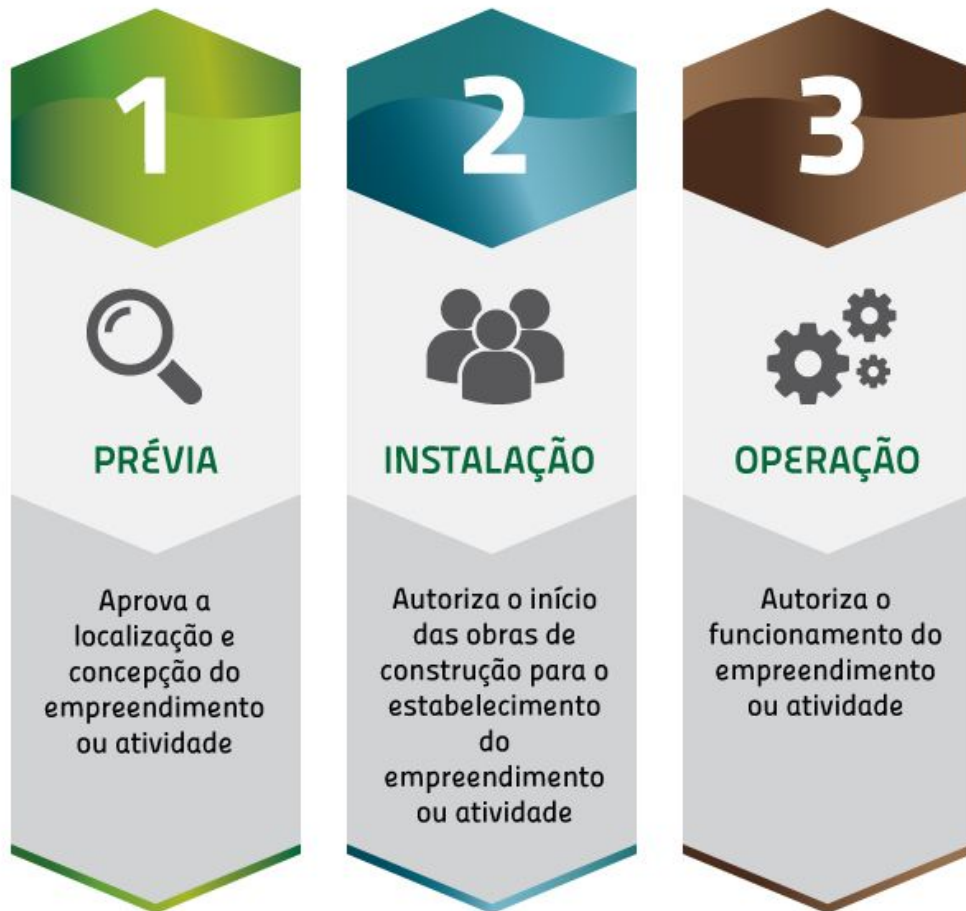 1
PRÉVIA
Aprova a
localização e
concepção do
empreendimento
ou atividade
2
INSTALAÇÃO
Autoriza o início
das obras de
construção para o
estabelecimento
do
empreendimento
ou atividade
3
OPERAÇÃO
Autoriza o
funcionamento do
empreendimento
ou atividade